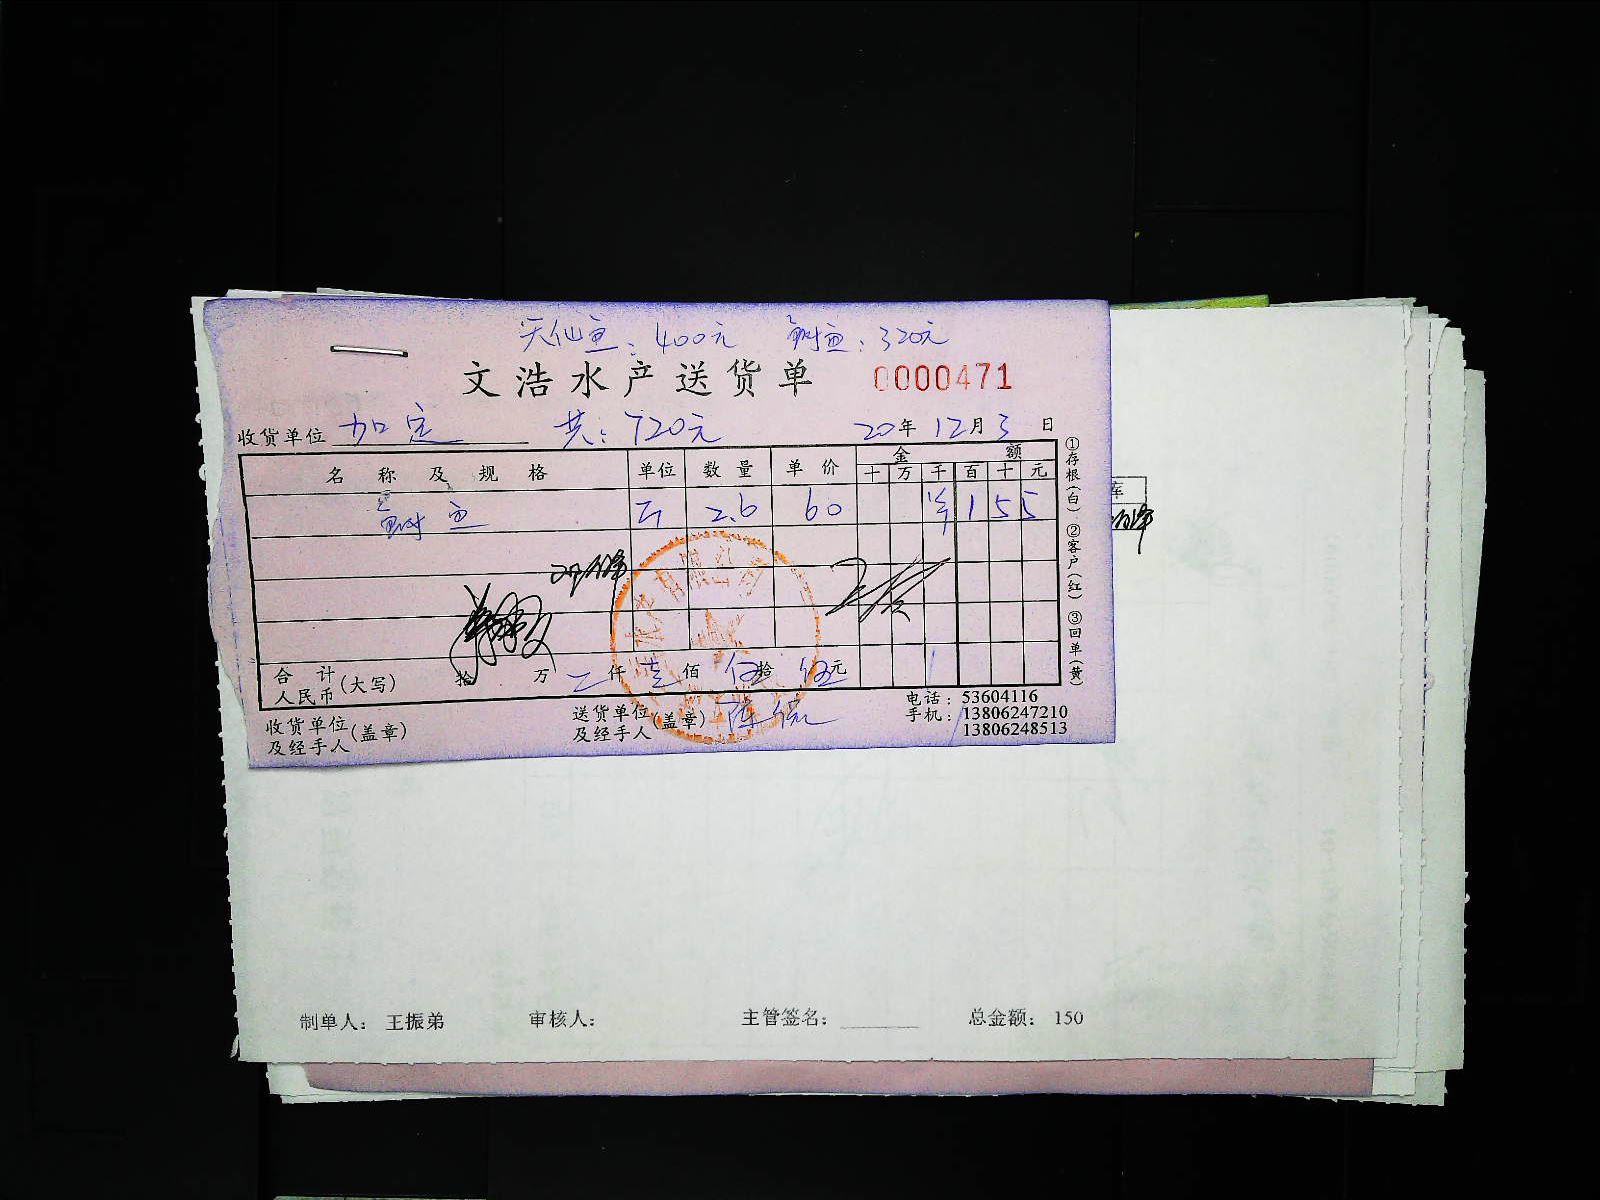 天仙鱼:400元 鲥鱼:320元
文浩水产送货单 0000471
收货单位 加定 共:720元 20年12月3日
名称及规格 单位 数量 单价 金额
十 万 千 百 十 元
鲥鱼 斤 2.6 60 ¥ 1 5 5
合计
人民币(大写) 拾 万 仟 壹 佰 伍 拾 伍 元
收货单位
及经手人(盖章)
送货单位
及经手人(盖章)
电话:53604116
手机:13806247210
13806248513
①存根(白) ②客户(红) ③回单(黄)
库
制单人: 王振弟 审核人: 主管签名: 总金额: 150